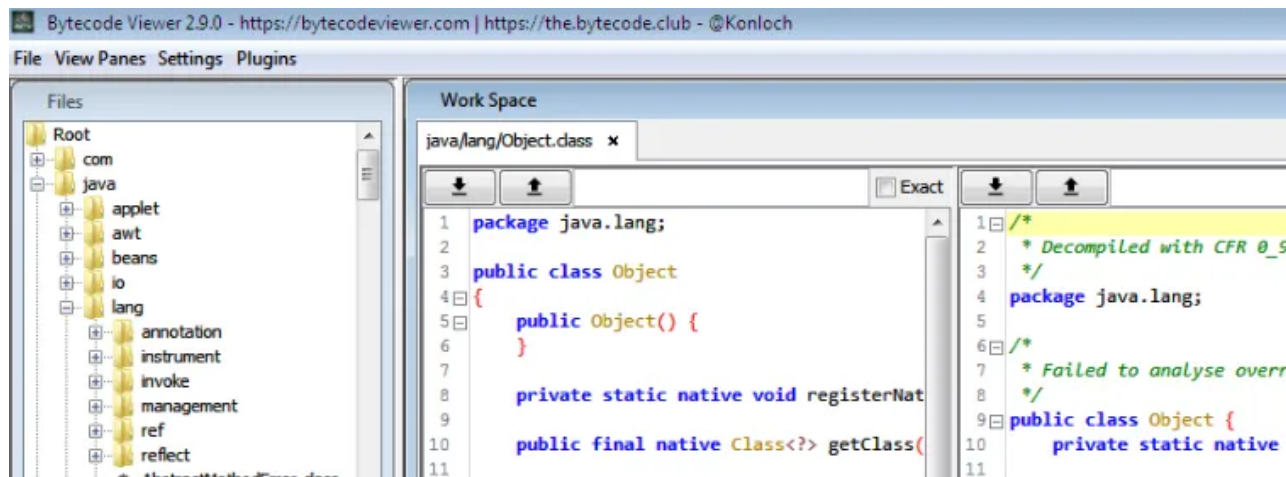 Bytecode Viewer 2.9.0 - https://bytecodeviewer.com | https://the.bytecode.club - @Konloch
File View Panes Settings Plugins
Files
Root
com
java
applet
awt
beans
io
lang
annotation
instrument
invoke
management
ref
reflect
Work Space
java/lang/Object.class ×
Exact
1 package java.lang;
2
3 public class Object
4 {
5 public Object() {
6 }
7
8 private static native void registerNat
9
10 public final native Class<?> getClass(
11
1 /*
2 * Decompiled with CFR 0_9
3 */
4 package java.lang;
5
6 /*
7 * Failed to analyse overr
8 */
9 public class Object {
10 private static native
11